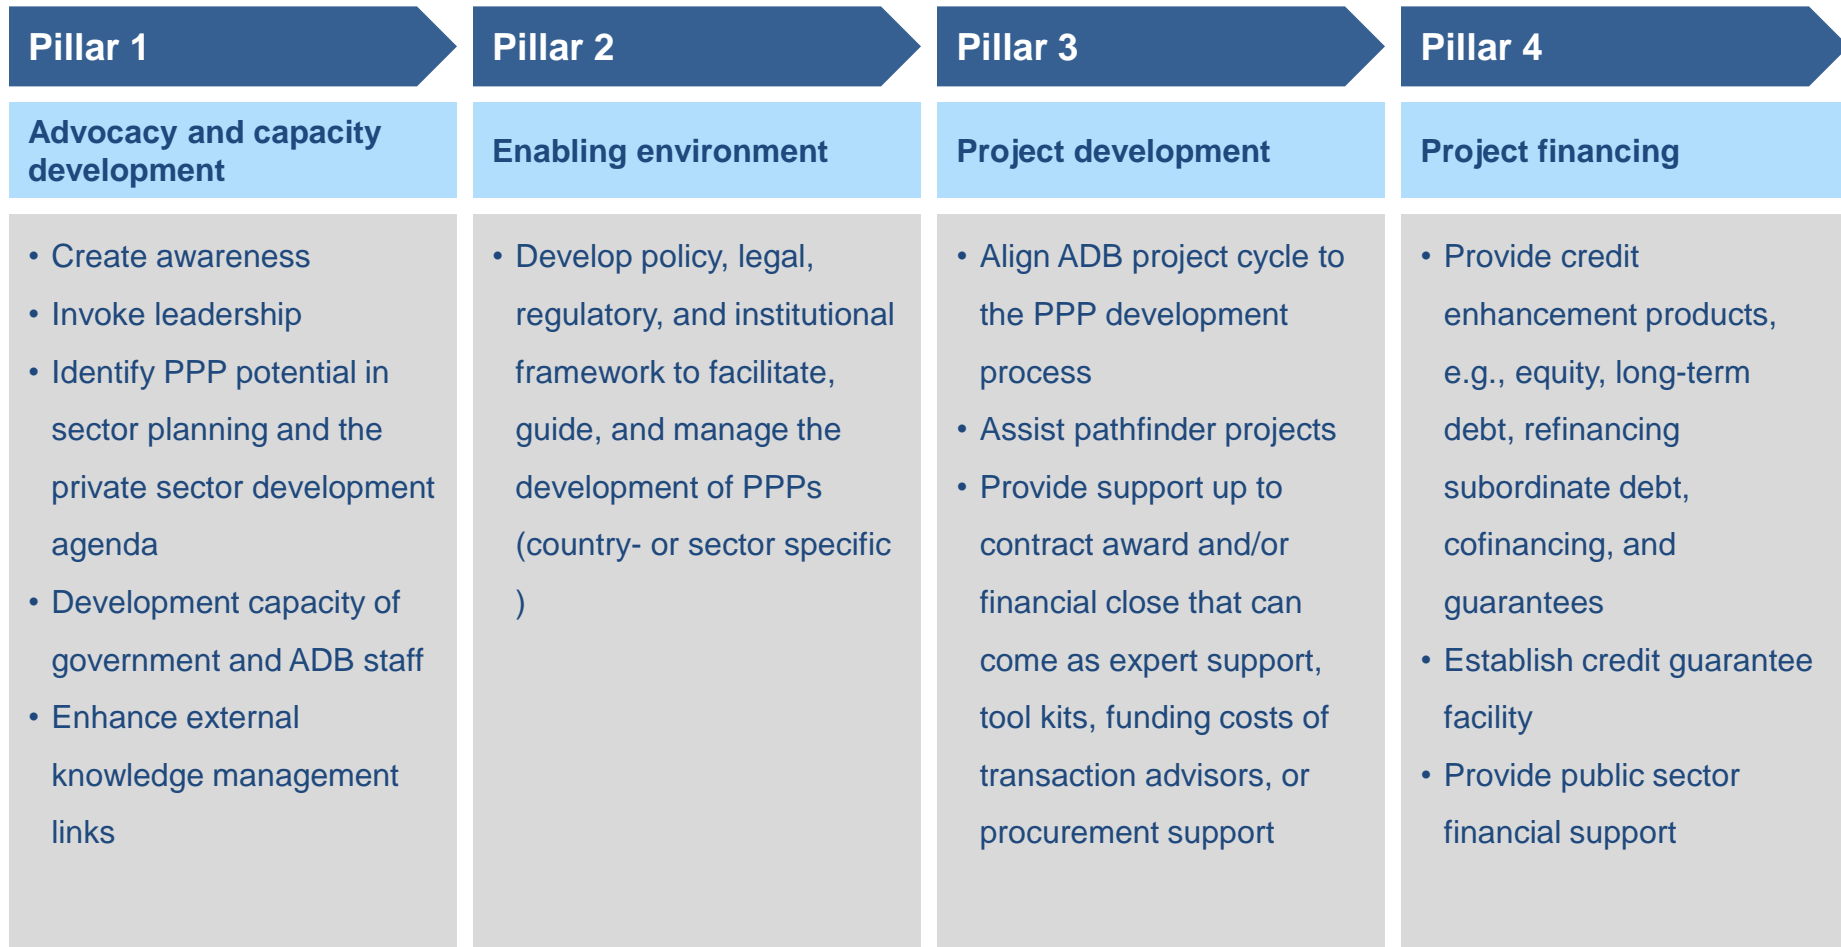 Pillar 1
Advocacy and capacity
development
• Create awareness
• Invoke leadership
• Identify PPP potential in
sector planning and the
private sector development
agenda
• Development capacity of
government and ADB staff
• Enhance external
knowledge management
links
Pillar 2
Enabling environment
• Develop policy, legal,
regulatory, and institutional
framework to facilitate,
guide, and manage the
development of PPPs
(country- or sector specific
)
Pillar 3
Project development
• Align ADB project cycle to
the PPP development
process
• Assist pathfinder projects
• Provide support up to
contract award and/or
financial close that can
come as expert support,
tool kits, funding costs of
transaction advisors, or
procurement support
Pillar 4
Project financing
• Provide credit
enhancement products,
e.g., equity, long-term
debt, refinancing
subordinate debt,
cofinancing, and
guarantees
• Establish credit guarantee
facility
• Provide public sector
financial support